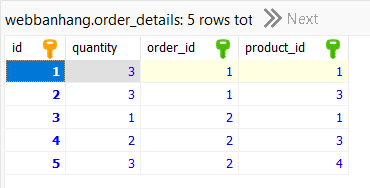 webbanhang.order_details: 5 rows tot Next
id quantity order_id product_id
1 3 1 1
2 3 1 3
3 1 2 1
4 2 2 3
5 3 2 4